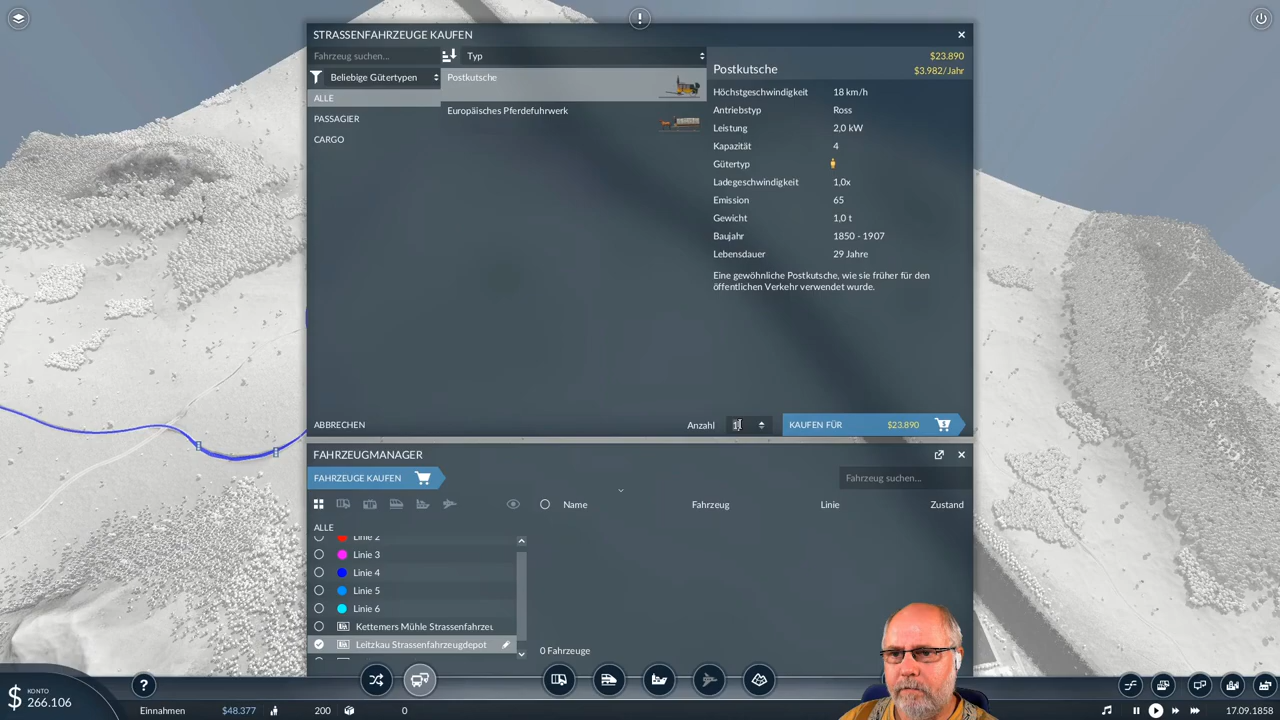 STRASSENFAHRZEUGE KAUFEN
Fahrzeug suchen...
Typ
Beliebige Gütertypen
ALLE
PASSAGIER
CARGO
Postkutsche
Europäisches Pferdefuhrwerk
$23.890
Postkutsche
$3.982/Jahr
Höchstgeschwindigkeit 18 km/h
Antriebstyp Ross
Leistung 2,0 kW
Kapazität 4
Gütertyp
Ladegeschwindigkeit 1,0x
Emission 65
Gewicht 1,0 t
Baujahr 1850 - 1907
Lebensdauer 29 Jahre
Eine gewöhnliche Postkutsche, wie sie früher für den
öffentlichen Verkehr verwendet wurde.
ABBRECHEN
Anzahl 1
KAUFEN FÜR $23.890
FAHRZEUGMANAGER
FAHRZEUGE KAUFEN
Fahrzeug suchen...
Name Fahrzeug Linie Zustand
ALLE
Linie 2
Linie 3
Linie 4
Linie 5
Linie 6
Kettemers Mühle Strassenfahrzeu
Leitzkau Strassenfahrzeugdepot
0 Fahrzeuge
$ KONTO
266.106
?
Einnahmen $48.377 200 0
17.09.1858